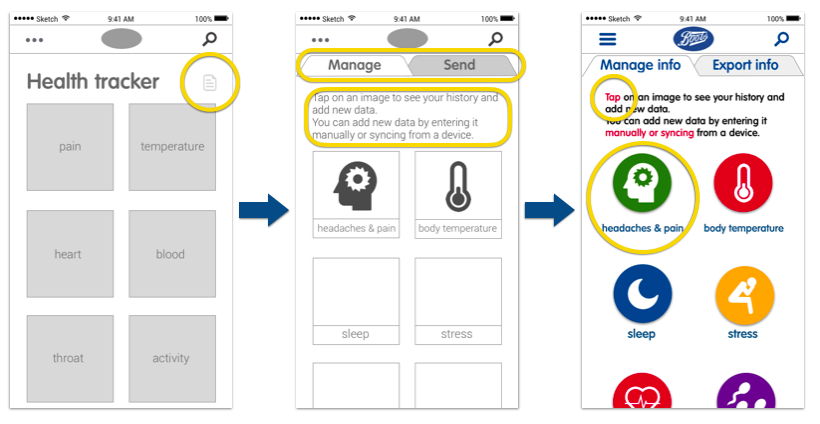 Sketch 9:41 AM 100%
Health tracker
pain temperature
heart blood
throat activity
Sketch 9:41 AM 100%
Manage Send
Tap on an image to see your history and
add new data.
You can add new data by entering it
manually or syncing from a device.
headaches & pain body temperature
sleep stress
Sketch 9:41 AM 100%
Boots
Manage info Export info
Tap on an image to see your history and
add new data.
You can add new data by entering it
manually or syncing from a device.
headaches & pain body temperature
sleep stress